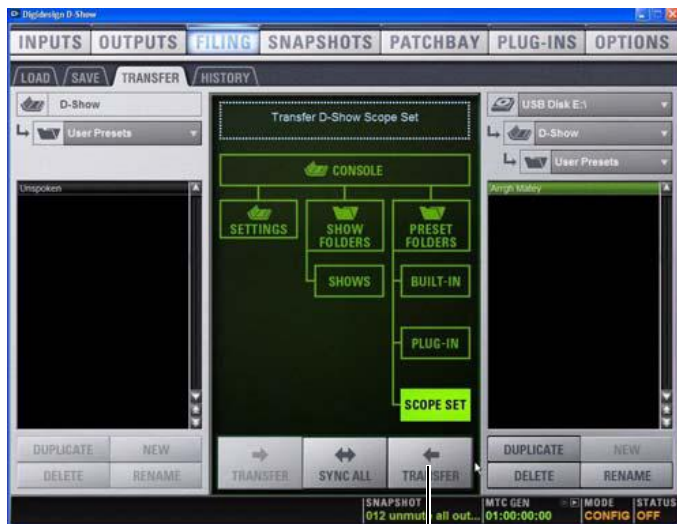 Digidesign D-Show
INPUTS OUTPUTS FILING SNAPSHOTS PATCHBAY PLUG-INS OPTIONS
LOAD SAVE TRANSFER HISTORY
D-Show
User Presets
Unspoken
DUPLICATE NEW
DELETE RENAME
Transfer D-Show Scope Set
CONSOLE
SETTINGS
SHOW FOLDERS
PRESET FOLDERS
SHOWS
BUILT-IN
PLUG-IN
SCOPE SET
TRANSFER SYNC ALL TRANSFER
USB Disk E:\
D-Show
User Presets
Arrgh Matey
DUPLICATE NEW
DELETE RENAME
SNAPSHOT MTC GEN MODE STATUS
012 unmute all out... 01:00:00:00 CONFIG OFF